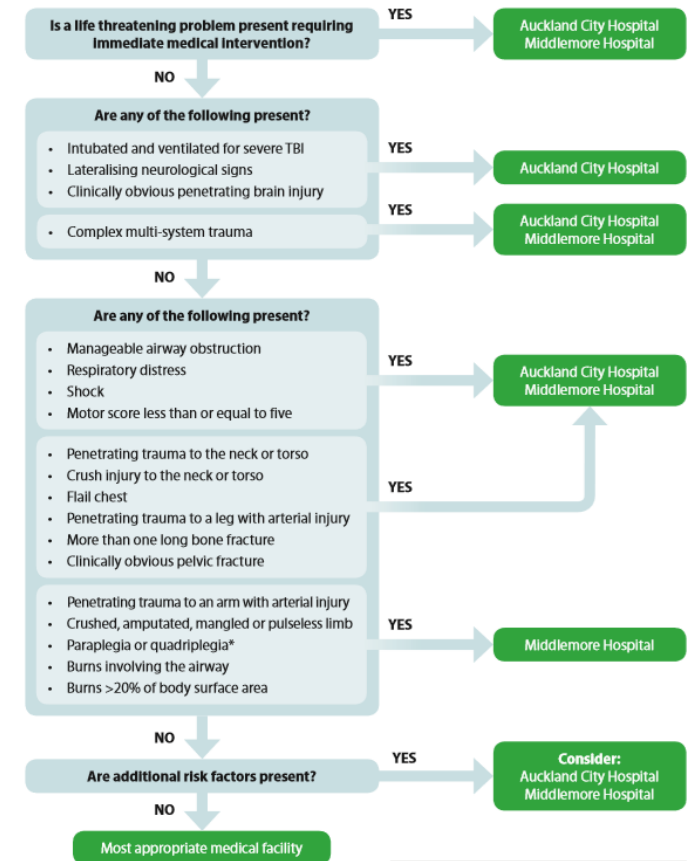 Is a life threatening problem present requiring
immediate medical intervention?
YES
Auckland City Hospital
Middlemore Hospital
NO
Are any of the following present?
• Intubated and ventilated for severe TBI
• Lateralising neurological signs
• Clinically obvious penetrating brain injury
YES
Auckland City Hospital
• Complex multi-system trauma
YES
Auckland City Hospital
Middlemore Hospital
NO
Are any of the following present?
• Manageable airway obstruction
• Respiratory distress
• Shock
• Motor score less than or equal to five
YES
Auckland City Hospital
Middlemore Hospital
• Penetrating trauma to the neck or torso
• Crush injury to the neck or torso
• Flail chest
• Penetrating trauma to a leg with arterial injury
• More than one long bone fracture
• Clinically obvious pelvic fracture
YES
• Penetrating trauma to an arm with arterial injury
• Crushed, amputated, mangled or pulseless limb
• Paraplegia or quadriplegia*
• Burns involving the airway
• Burns >20% of body surface area
YES
Middlemore Hospital
NO
Are additional risk factors present?
YES
Consider:
Auckland City Hospital
Middlemore Hospital
NO
Most appropriate medical facility